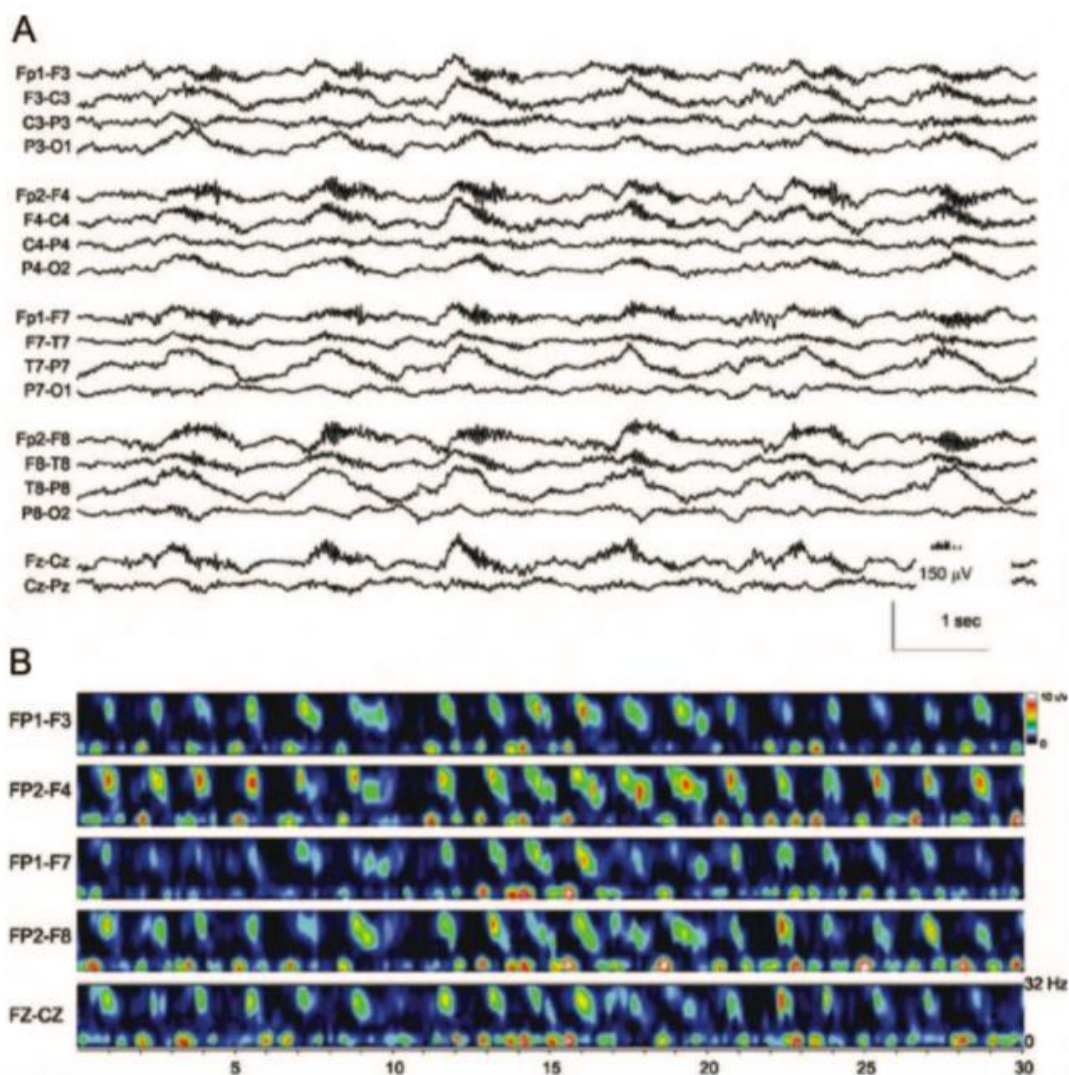 A
Fp1-F3
F3-C3
C3-P3
P3-O1
Fp2-F4
F4-C4
C4-P4
P4-O2
Fp1-F7
F7-T7
T7-P7
P7-O1
Fp2-F8
F8-T8
T8-P8
P8-O2
Fz-Cz
Cz-Pz
150 µV
1 sec
B
FP1-F3
10
0
FP2-F4
FP1-F7
FP2-F8
32 Hz
FZ-CZ
0
5 10 15 20 25 30